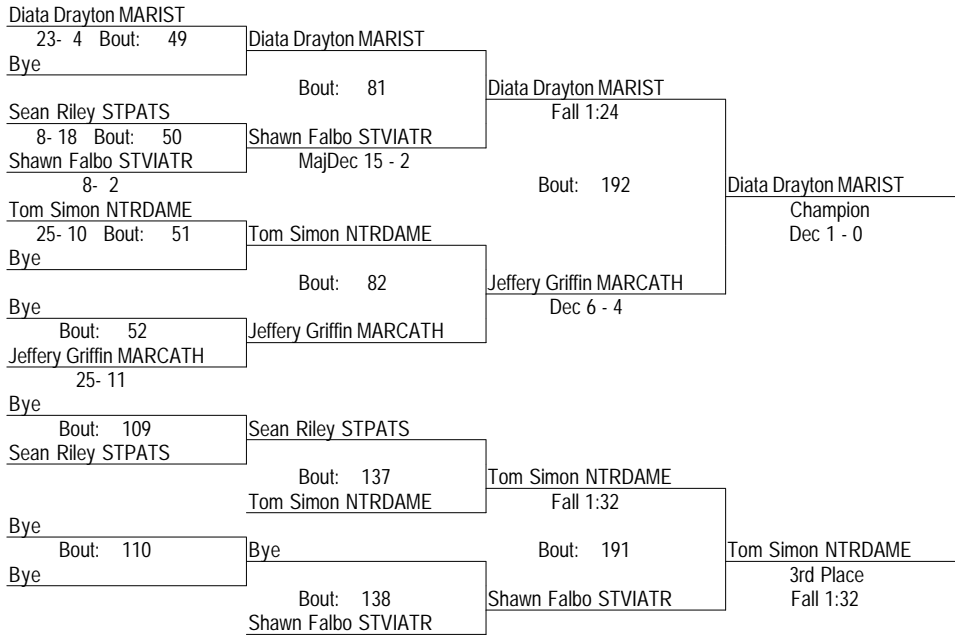 Diata Drayton MARIST
23- 4 Bout: 49
Diata Drayton MARIST
Bye
Bout: 81
Diata Drayton MARIST
Sean Riley STPATS
Fall 1:24
8- 18 Bout: 50
Shawn Falbo STVIATR
Shawn Falbo STVIATR
MajDec 15 - 2
8- 2
Bout: 192
Diata Drayton MARIST
Tom Simon NTRDAME
Champion
25- 10 Bout: 51
Tom Simon NTRDAME
Dec 1 - 0
Bye
Bout: 82
Jeffery Griffin MARCATH
Bye
Dec 6 - 4
Bout: 52
Jeffery Griffin MARCATH
Jeffery Griffin MARCATH
25- 11
Bye
Bout: 109
Sean Riley STPATS
Sean Riley STPATS
Bout: 137
Tom Simon NTRDAME
Tom Simon NTRDAME
Fall 1:32
Bye
Bout: 110
Bye
Bout: 191
Tom Simon NTRDAME
Bye
3rd Place
Bout: 138
Shawn Falbo STVIATR
Fall 1:32
Shawn Falbo STVIATR